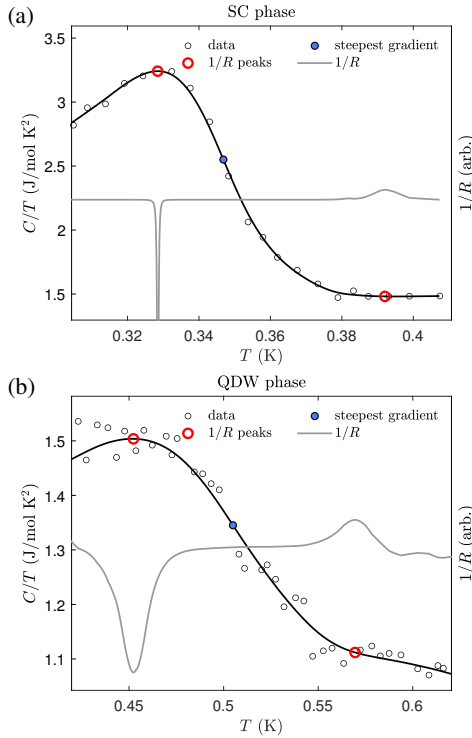 (a)
SC phase
data
steepest gradient
1/R peaks
1/R
3.5
3
2.5
2
1.5
C/T (J/mol K²)
1/R (arb.)
0.32
0.34
0.36
0.38
0.4
T (K)
(b)
QDW phase
data
steepest gradient
1/R peaks
1/R
1.5
1.4
1.3
1.2
1.1
C/T (J/mol K²)
1/R (arb.)
0.45
0.5
0.55
0.6
T (K)